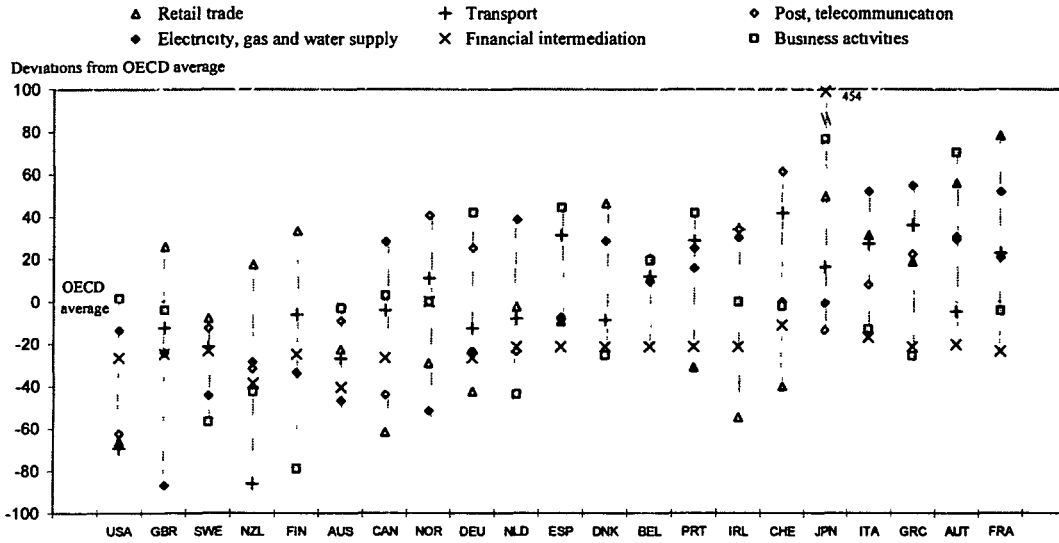 Retail trade Transport Post, telecommunication
Electricity, gas and water supply Financial intermediation Business activities
Deviations from OECD average
100
454
80
60
40
20
OECD
average
0
-20
-40
-60
-80
-100
USA GBR SWE NZL FIN AUS CAN NOR DEU NLD ESP DNK BEL PRT IRL CHE JPN ITA GRC AUT FRA